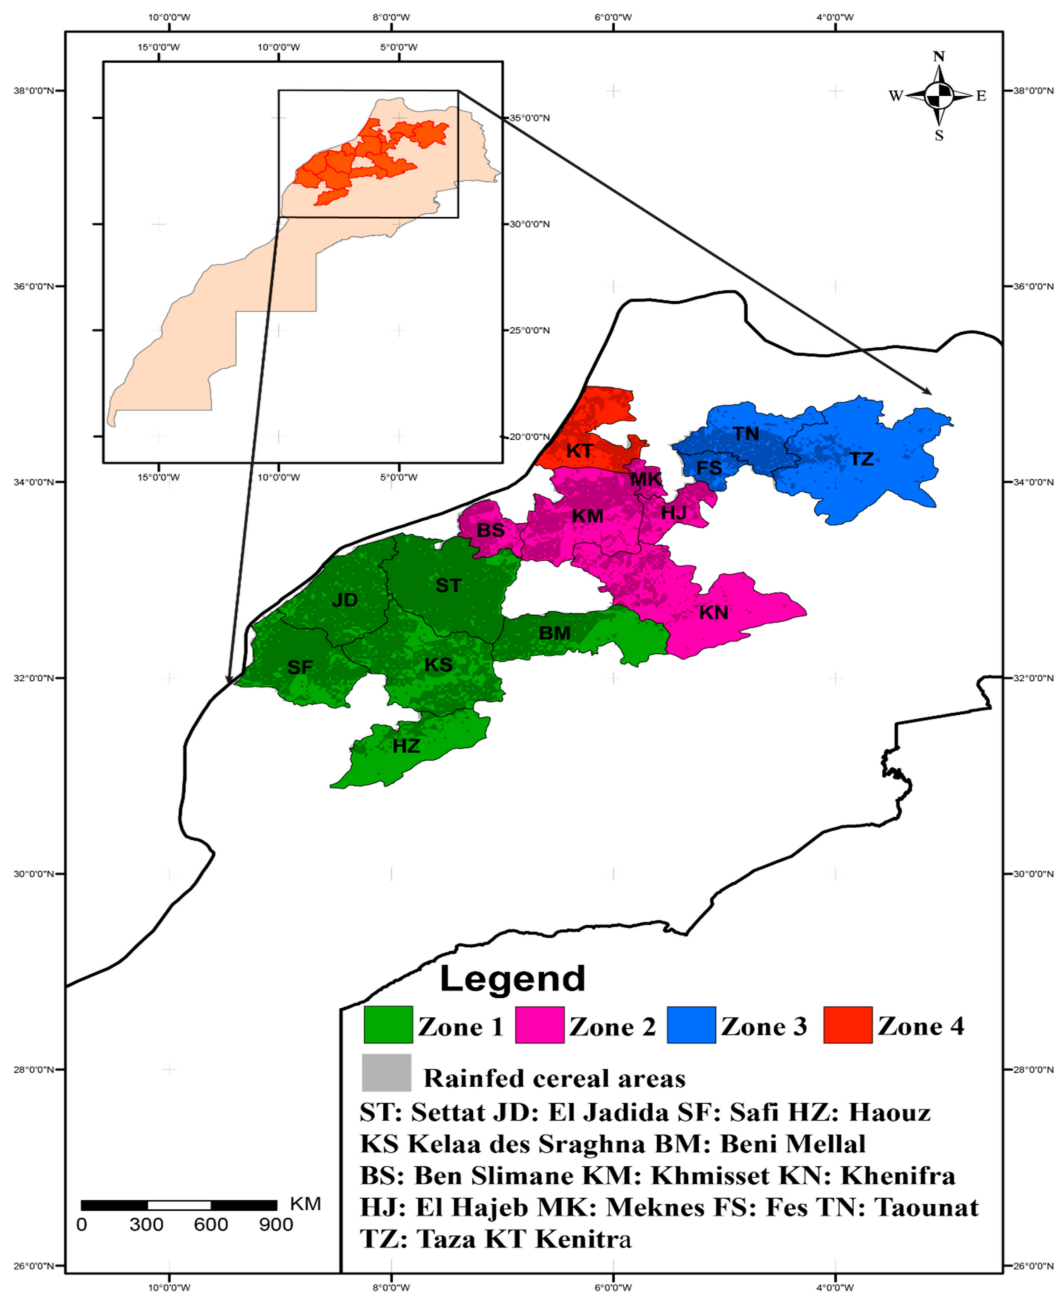 10°0'0"W 8°0'0"W 6°0'0"W 4°0'0"W
15°0'0"W 10°0'0"W 5°0'0"W
N
W E
S
38°0'0"N 38°0'0"N
35°0'0"N
30°0'0"N
36°0'0"N 36°0'0"N
25°0'0"N
20°0'0"N
15°0'0"W 10°0'0"W 5°0'0"W
34°0'0"N 34°0'0"N
KT
TN
FS
TZ
MK
HJ
KM
BS
ST
JD
KN
BM
SF
KS
HZ
32°0'0"N 32°0'0"N
30°0'0"N 30°0'0"N
28°0'0"N 28°0'0"N
26°0'0"N 26°0'0"N
Legend
Zone 1 Zone 2 Zone 3 Zone 4
Rainfed cereal areas
ST: Settat JD: El Jadida SF: Safi HZ: Haouz
KS Kelaa des Sraghna BM: Beni Mellal
BS: Ben Slimane KM: Khmisset KN: Khenifra
HJ: El Hajeb MK: Meknes FS: Fes TN: Taounat
TZ: Taza KT Kenitra
KM
0 300 600 900
10°0'0"W 8°0'0"W 6°0'0"W 4°0'0"W